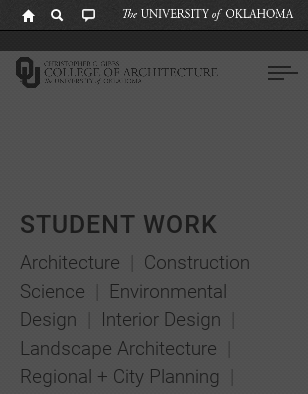 The UNIVERSITY of OKLAHOMA
CHRISTOPHER C. GIBBS
COLLEGE OF ARCHITECTURE
The UNIVERSITY of OKLAHOMA
STUDENT WORK
Architecture | Construction
Science | Environmental
Design | Interior Design |
Landscape Architecture |
Regional + City Planning |